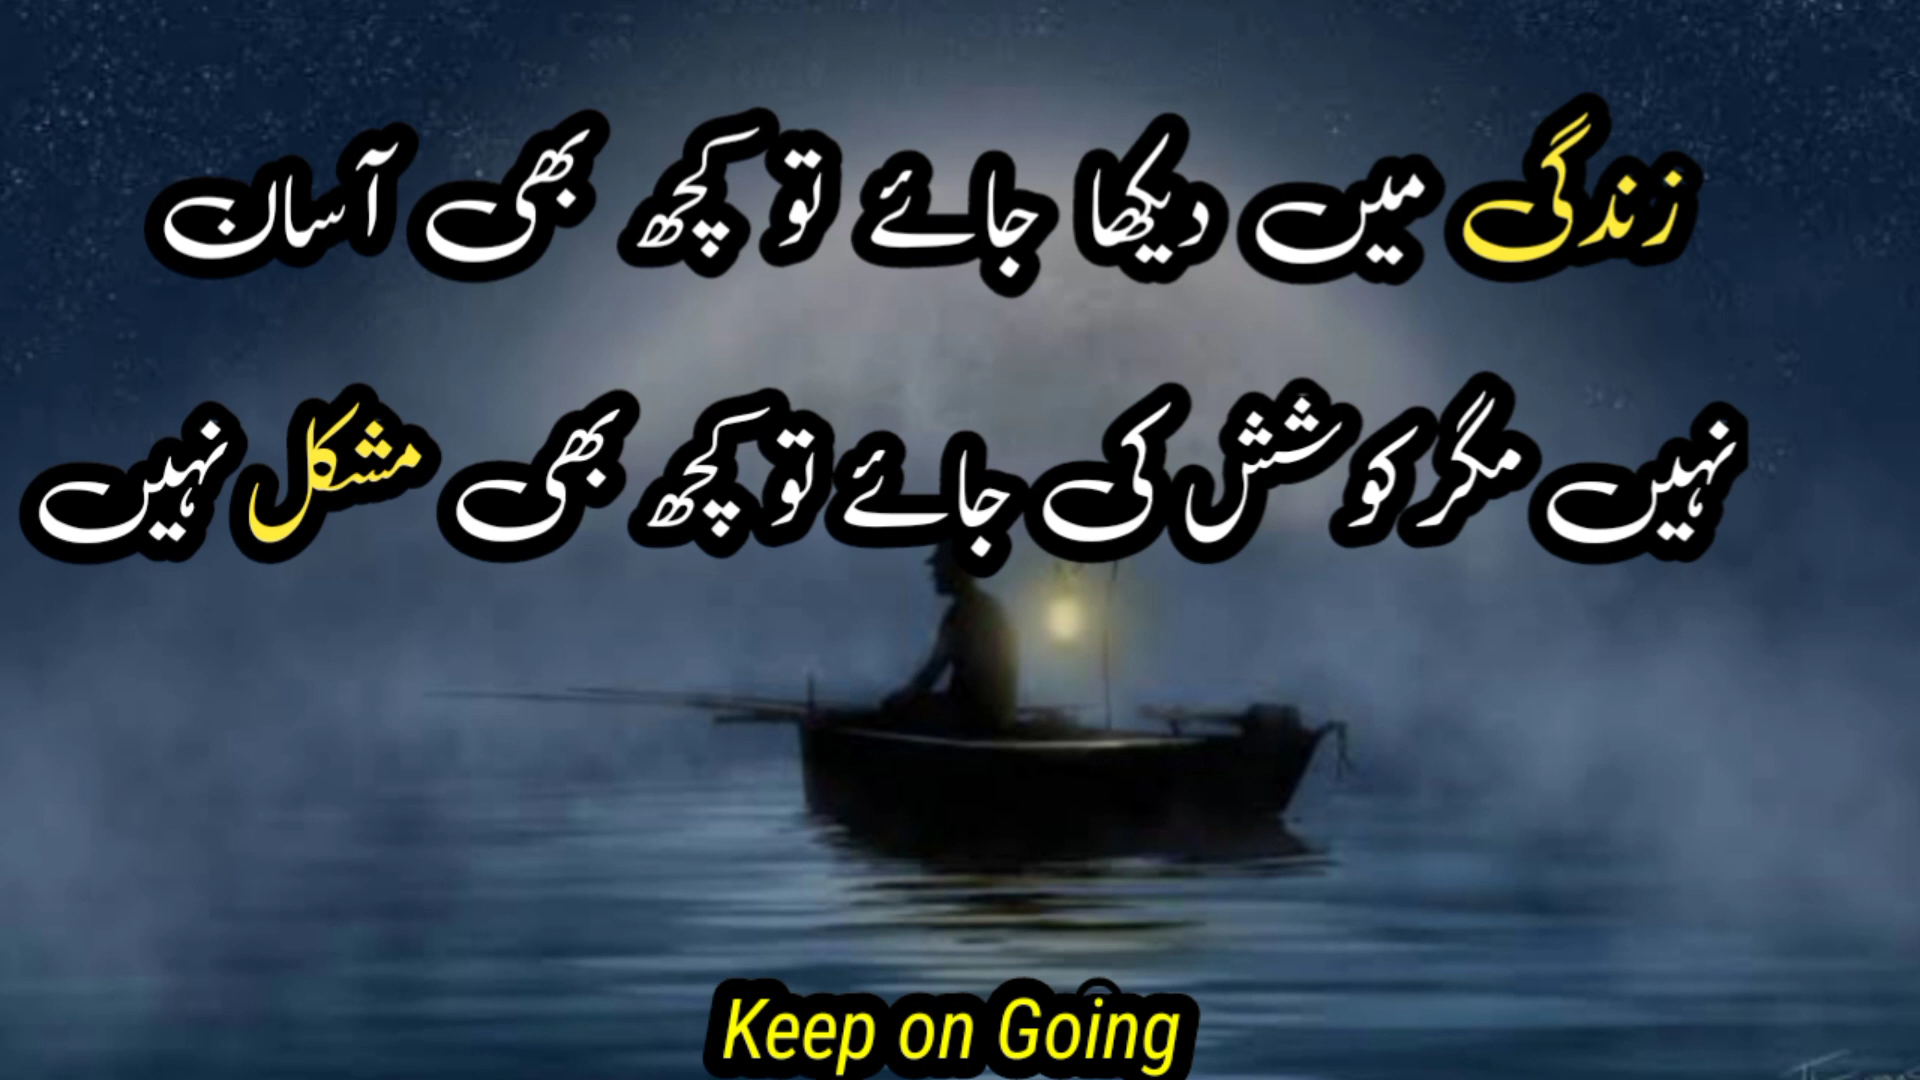 زندگی میں دیکھا جائے تو کچھ بھی آسان
نہیں مگر کوشش کی جائے تو کچھ بھی مشکل نہیں
Keep on Going